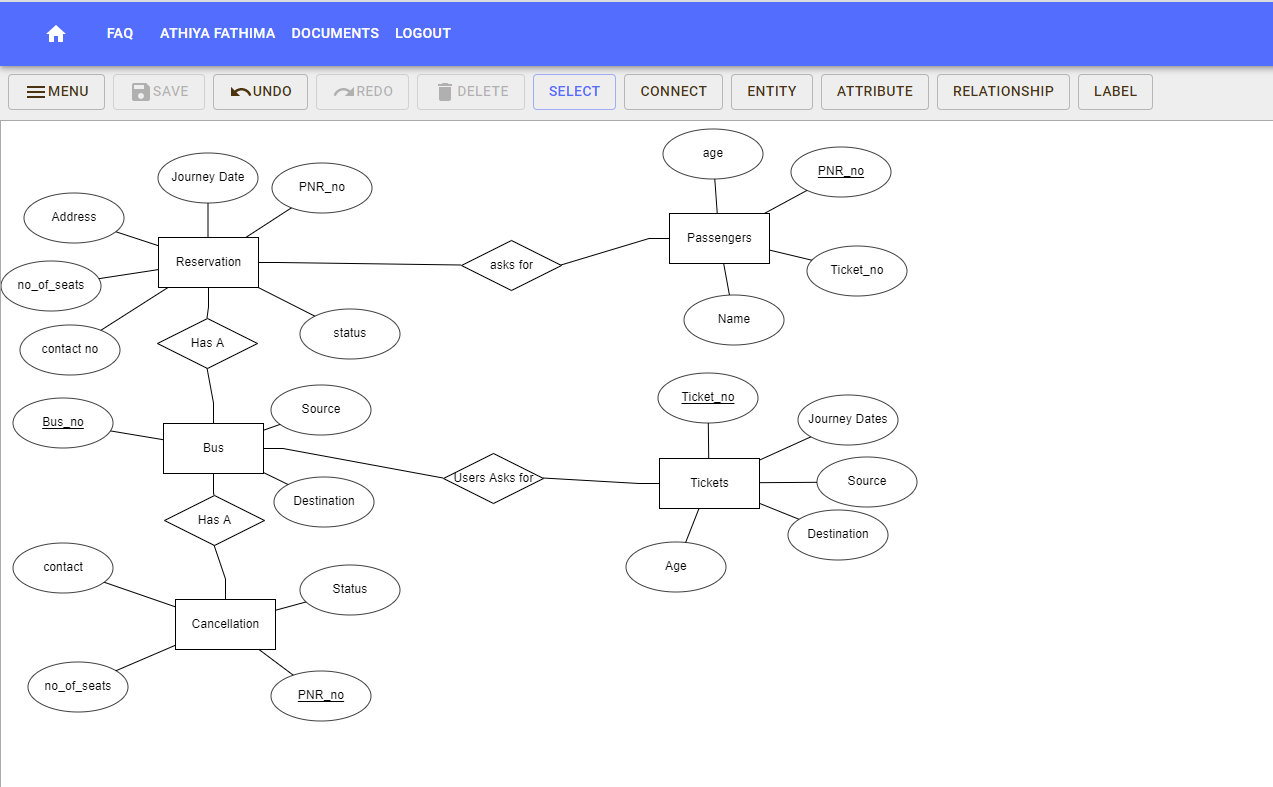 FAQ ATHIYA FATHIMA DOCUMENTS LOGOUT
MENU SAVE UNDO REDO DELETE SELECT CONNECT ENTITY ATTRIBUTE RELATIONSHIP LABEL
Journey Date
PNR_no
Address
Reservation
no_of_seats
contact no
status
asks for
age
PNR_no
Passengers
Ticket_no
Name
Has A
Bus_no
Source
Bus
Destination
Users Asks for
Ticket_no
Journey Dates
Tickets
Source
Destination
Age
Has A
contact
Status
Cancellation
no_of_seats
PNR_no